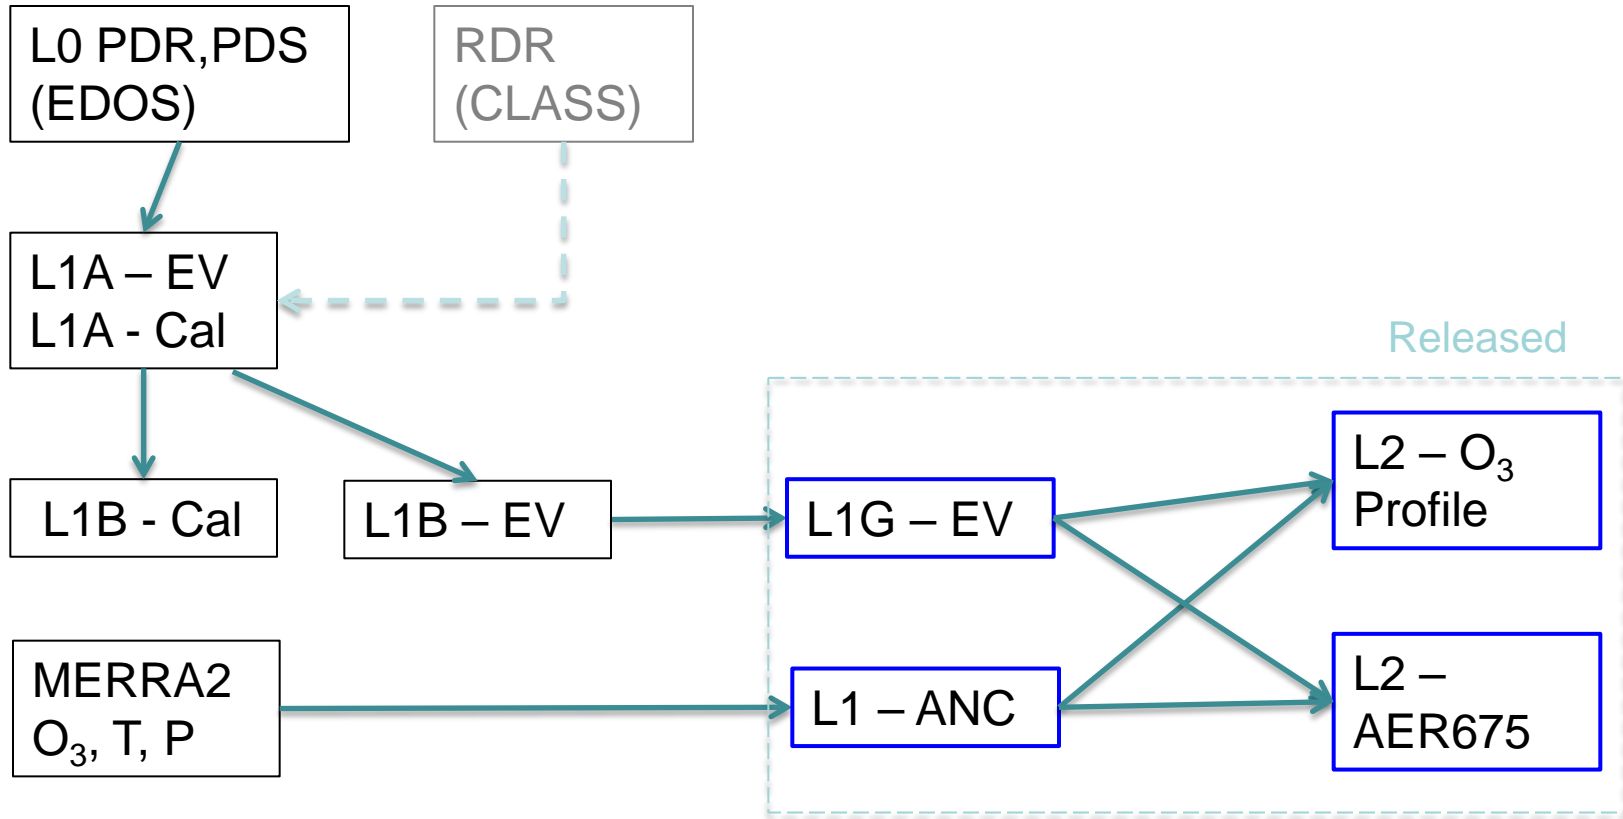 L0 PDR,PDS
(EDOS)
RDR
(CLASS)
L1A – EV
L1A - Cal
Released
L1B - Cal
L1B – EV
L1G – EV
L2 – O₃
Profile
MERRA2
O₃, T, P
L1 – ANC
L2 –
AER675